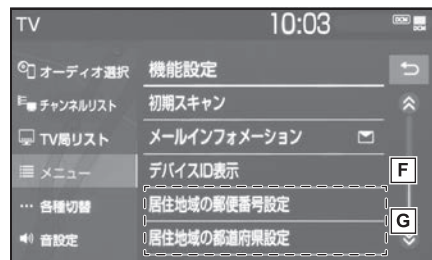 TV
10:03
DCM
オーディオ選択
チャンネルリスト
TV局リスト
メニュー
各種切替
音設定
機能設定
初期スキャン
メールインフォメーション
デバイスID表示
居住地域の郵便番号設定
居住地域の都道府県設定
F
G